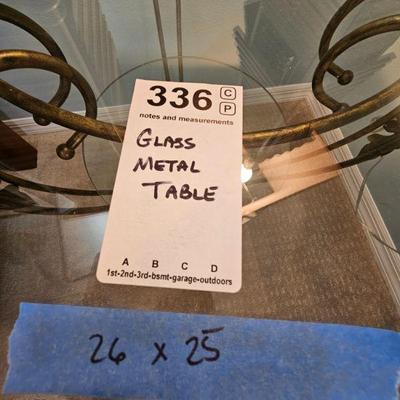 336 C
P
notes and measurements
GLASS
METAL
TABLE
A B C D
1st-2nd-3rd-bsmt-garage-outdoors
26 x 25